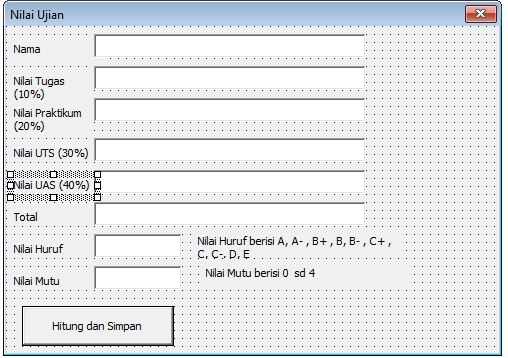 Nilai Ujian
Nama
Nilai Tugas
(10%)
Nilai Praktikum
(20%)
Nilai UTS (30%)
Nilai UAS (40%)
Total
Nilai Huruf
Nilai Huruf berisi A, A- , B+ , B, B- , C+ ,
C, C-. D, E
Nilai Mutu
Nilai Mutu berisi 0  sd 4
Hitung dan Simpan